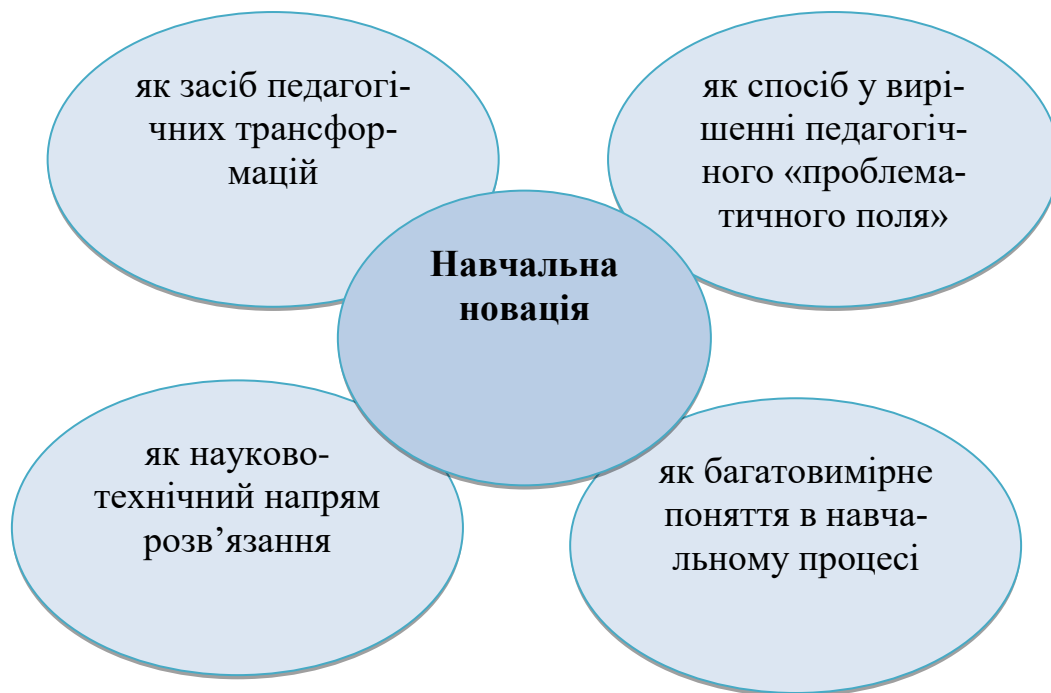 як засіб педагогі-
чних трансфор-
мацій
як спосіб у вирі-
шенні педагогіч-
ного «проблема-
тичного поля»
Навчальна
новація
як науково-
технічний напрям
розв’язання
як багатовимірне
поняття в навча-
льному процесі